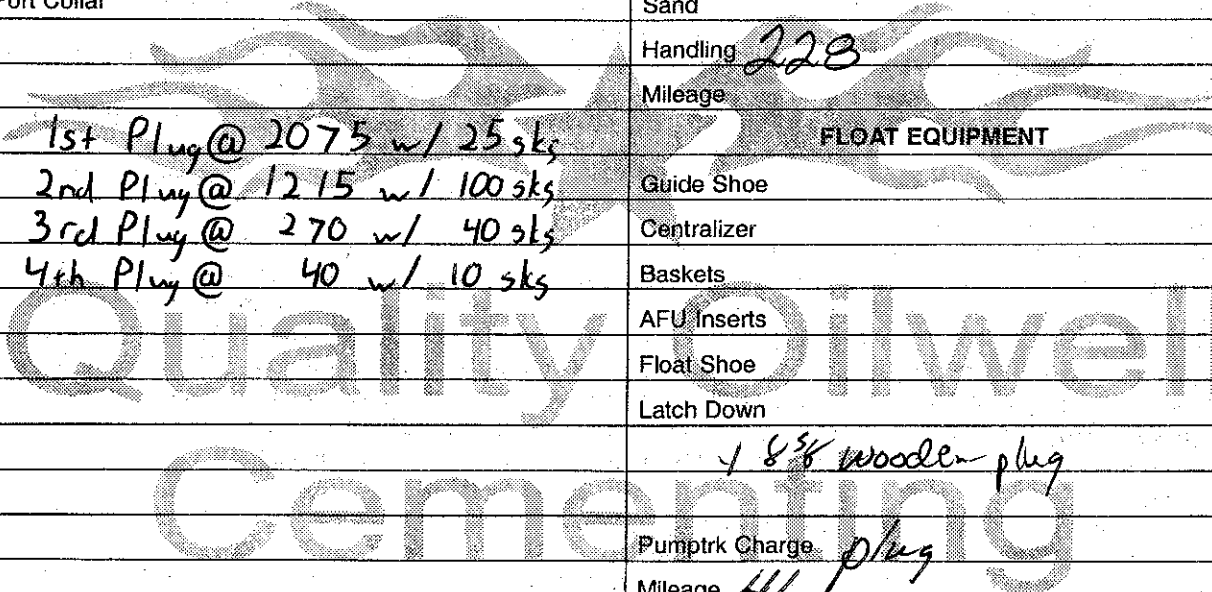 Port Collar
Sand
Handling 228
Mileage
1st Plug @ 2075 w/ 25 sks
FLOAT EQUIPMENT
2nd Plug @ 1215 w/ 100 sks
Guide Shoe
3rd Plug @ 270 w/ 40 sks
Centralizer
4th Plug @ 40 w/ 10 sks
Baskets
AFU Inserts
Float Shoe
Latch Down
1 8 5/8 wooden plug
Pumptrk Charge plug
Mileage
Quality Oilwell
Cementing